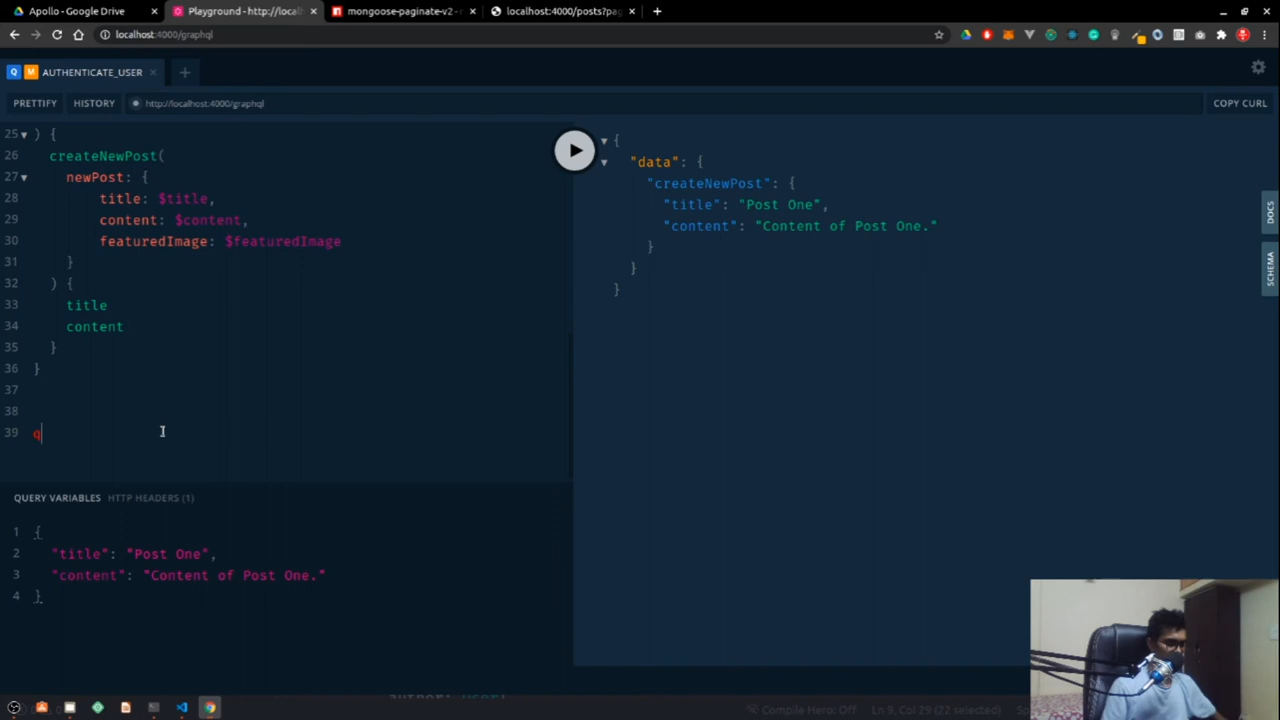 Apollo - Google Drive
Playground - http://local
mongoose-paginate-v2 -
localhost:4000/posts?pag
localhost:4000/graphql
Q M AUTHENTICATE_USER
PRETTIFY HISTORY http://localhost:4000/graphql COPY CURL
25 ) {
26 createNewPost(
27 newPost: {
28 title: $title,
29 content: $content,
30 featuredImage: $featuredImage
31 }
32 ) {
33 title
34 content
35 }
36 }
37
38
39 q
{
"data": {
"createNewPost": {
"title": "Post One",
"content": "Content of Post One."
}
}
}
DOCS
SCHEMA
QUERY VARIABLES HTTP HEADERS (1)
1 {
2 "title": "Post One",
3 "content": "Content of Post One."
4 }
Compile Hero: Off Ln 9, Col 29 (22 selected)